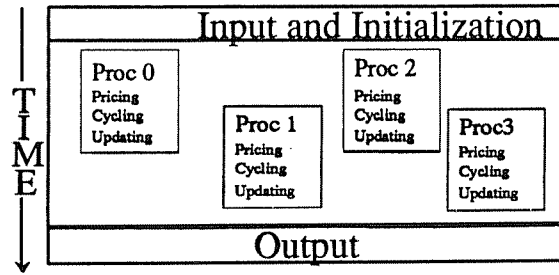 Input and Initialization
TIME
Proc 0
Pricing
Cycling
Updating
Proc 1
Pricing
Cycling
Updating
Proc 2
Pricing
Cycling
Updating
Proc3
Pricing
Cycling
Updating
Output